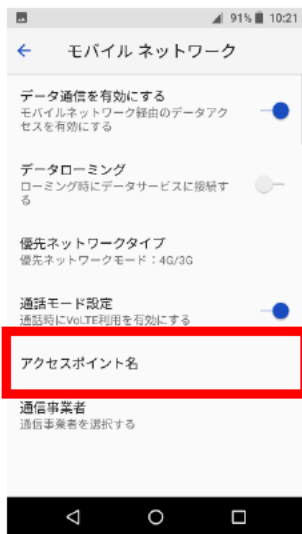 91% 10:21
モバイル ネットワーク
データ通信を有効にする
モバイルネットワーク経由のデータアク
セスを有効にする
データローミング
ローミング時にデータサービスに接続す
る
優先ネットワークタイプ
優先ネットワークモード：4G/3G
通話モード設定
通話時にVoLTE利用を有効にする
アクセスポイント名
通信事業者
通信事業者を選択する